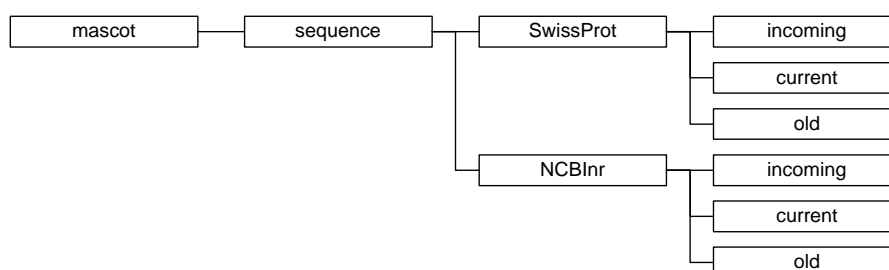 mascot sequence SwissProt incoming
current
old
NCBInr incoming
current
old